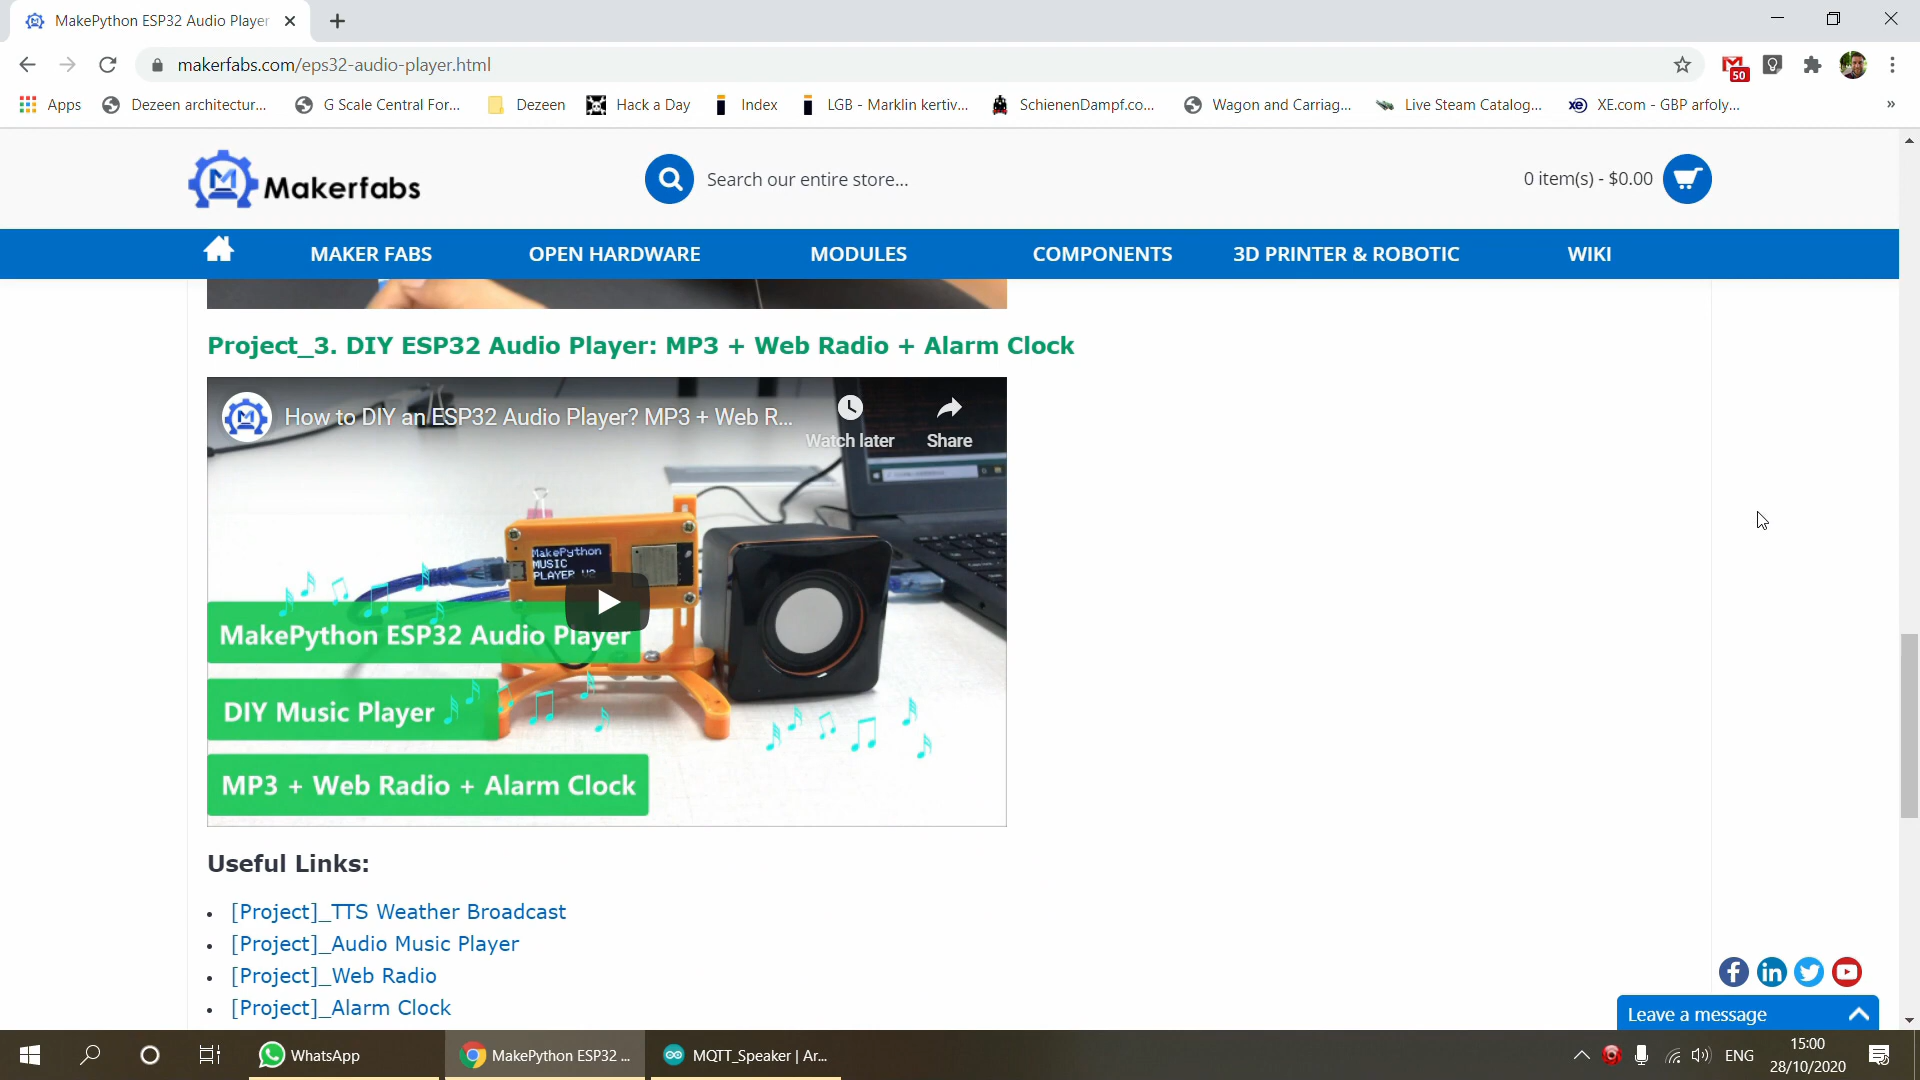 MakePython ESP32 Audio Player
makerfabs.com/eps32-audio-player.html
50
Apps
Dezeen architectur...
G Scale Central For...
Dezeen
Hack a Day
Index
LGB - Marklin kertiv...
SchienenDampf.co...
Wagon and Carriag...
Live Steam Catalog...
xe
XE.com - GBP arfoly...
»
Makerfabs
Search our entire store...
0 item(s) - $0.00
MAKER FABS
OPEN HARDWARE
MODULES
COMPONENTS
3D PRINTER & ROBOTIC
WIKI
Project_3. DIY ESP32 Audio Player: MP3 + Web Radio + Alarm Clock
How to DIY an ESP32 Audio Player? MP3 + Web R...
Watch later
Share
MakePython
MUSIC
PLAYER V2
MakePython ESP32 Audio Player
DIY Music Player
MP3 + Web Radio + Alarm Clock
Useful Links:
[Project]_TTS Weather Broadcast
[Project]_Audio Music Player
[Project]_Web Radio
[Project]_Alarm Clock
Leave a message
WhatsApp
MakePython ESP32 ...
MQTT_Speaker | Ar...
ENG
15:00
28/10/2020